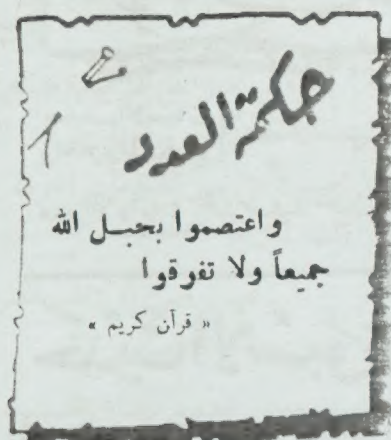 حكمة العدد
واعتصموا بحبل الله
جميعاً ولا تفرقوا
« قرآن كريم »